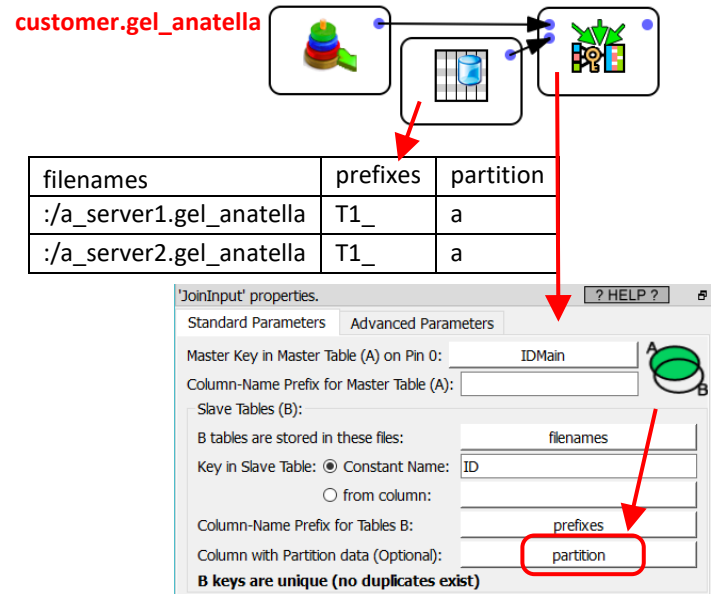 customer.gel_anatella
filenames prefixes partition
:/a_server1.gel_anatella T1_ a
:/a_server2.gel_anatella T1_ a
'JoinInput' properties. ? HELP ?
Standard Parameters Advanced Parameters
Master Key in Master Table (A) on Pin 0: IDMain
Column-Name Prefix for Master Table (A):
A
B
Slave Tables (B):
B tables are stored in these files: filenames
Key in Slave Table: Constant Name: ID
from column:
Column-Name Prefix for Tables B: prefixes
Column with Partition data (Optional): partition
B keys are unique (no duplicates exist)